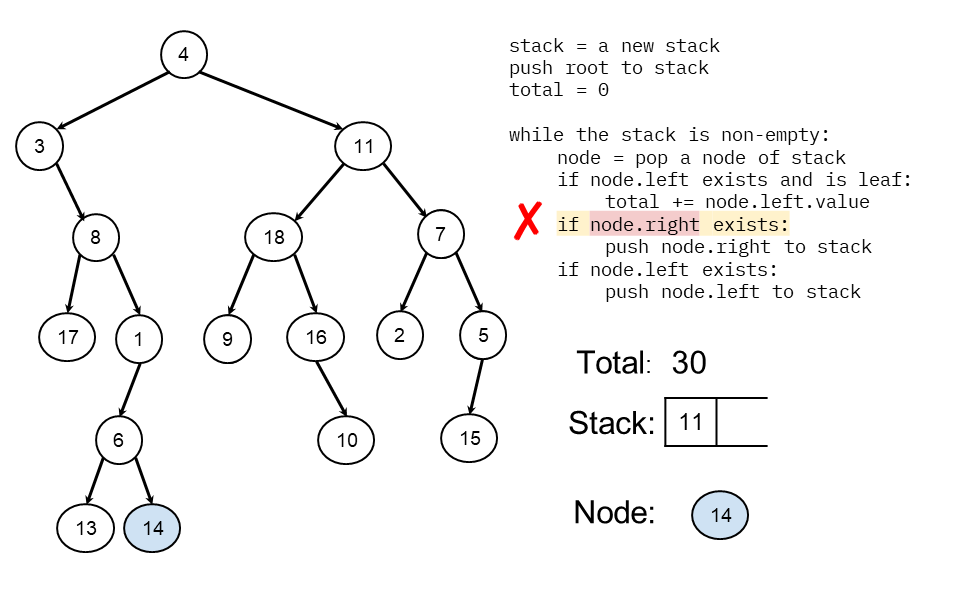 4
3
11
8
18
7
17
1
9
16
2
5
6
10
15
13
14
stack = a new stack
push root to stack
total = 0
while the stack is non-empty:
node = pop a node of stack
if node.left exists and is leaf:
total += node.left.value
if node.right exists:
push node.right to stack
if node.left exists:
push node.left to stack
Total: 30
Stack: 11
Node: 14